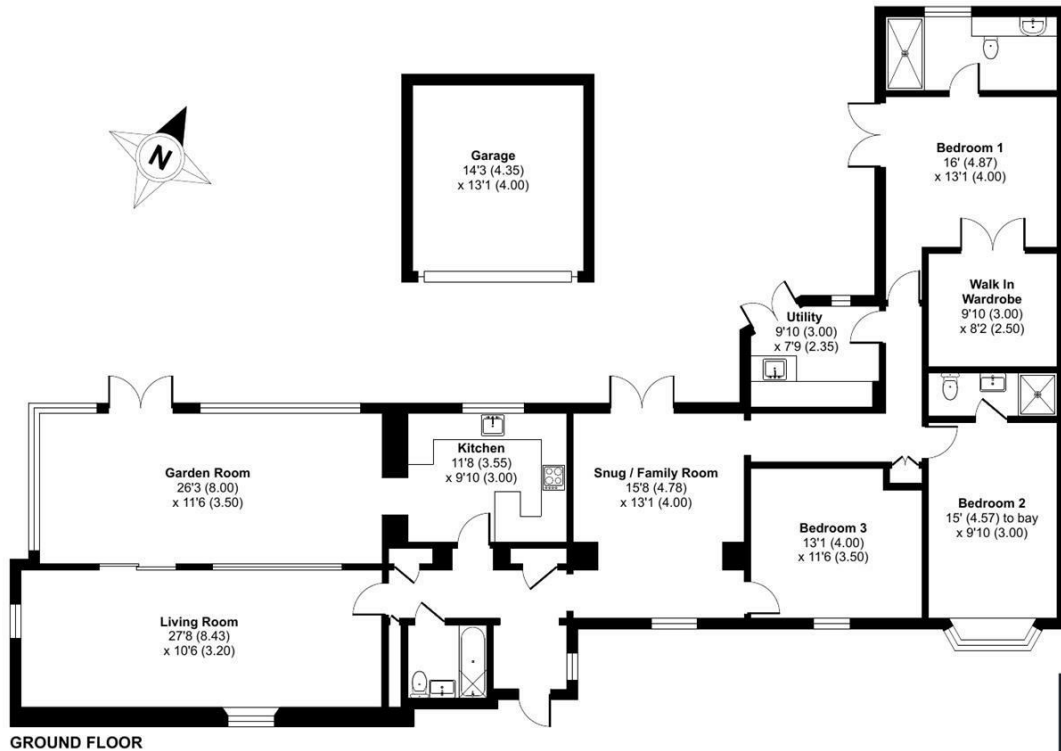 N
Garage
14'3 (4.35)
x 13'1 (4.00)
Bedroom 1
16' (4.87)
x 13'1 (4.00)
Walk In
Wardrobe
9'10 (3.00)
x 8'2 (2.50)
Utility
9'10 (3.00)
x 7'9 (2.35)
Garden Room
26'3 (8.00)
x 11'6 (3.50)
Kitchen
11'8 (3.55)
x 9'10 (3.00)
Snug / Family Room
15'8 (4.78)
x 13'1 (4.00)
Bedroom 3
13'1 (4.00)
x 11'6 (3.50)
Bedroom 2
15' (4.57) to bay
x 9'10 (3.00)
Living Room
27'8 (8.43)
x 10'6 (3.20)
GROUND FLOOR